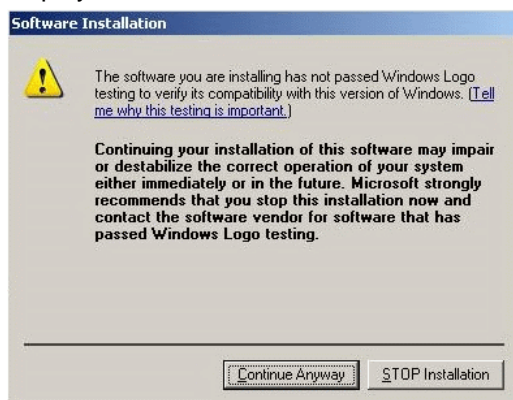 Software Installation
The software you are installing has not passed Windows Logo
testing to verify its compatibility with this version of Windows. (Tell
me why this testing is important.)
Continuing your installation of this software may impair
or destabilize the correct operation of your system
either immediately or in the future. Microsoft strongly
recommends that you stop this installation now and
contact the software vendor for software that has
passed Windows Logo testing.
Continue Anyway
STOP Installation